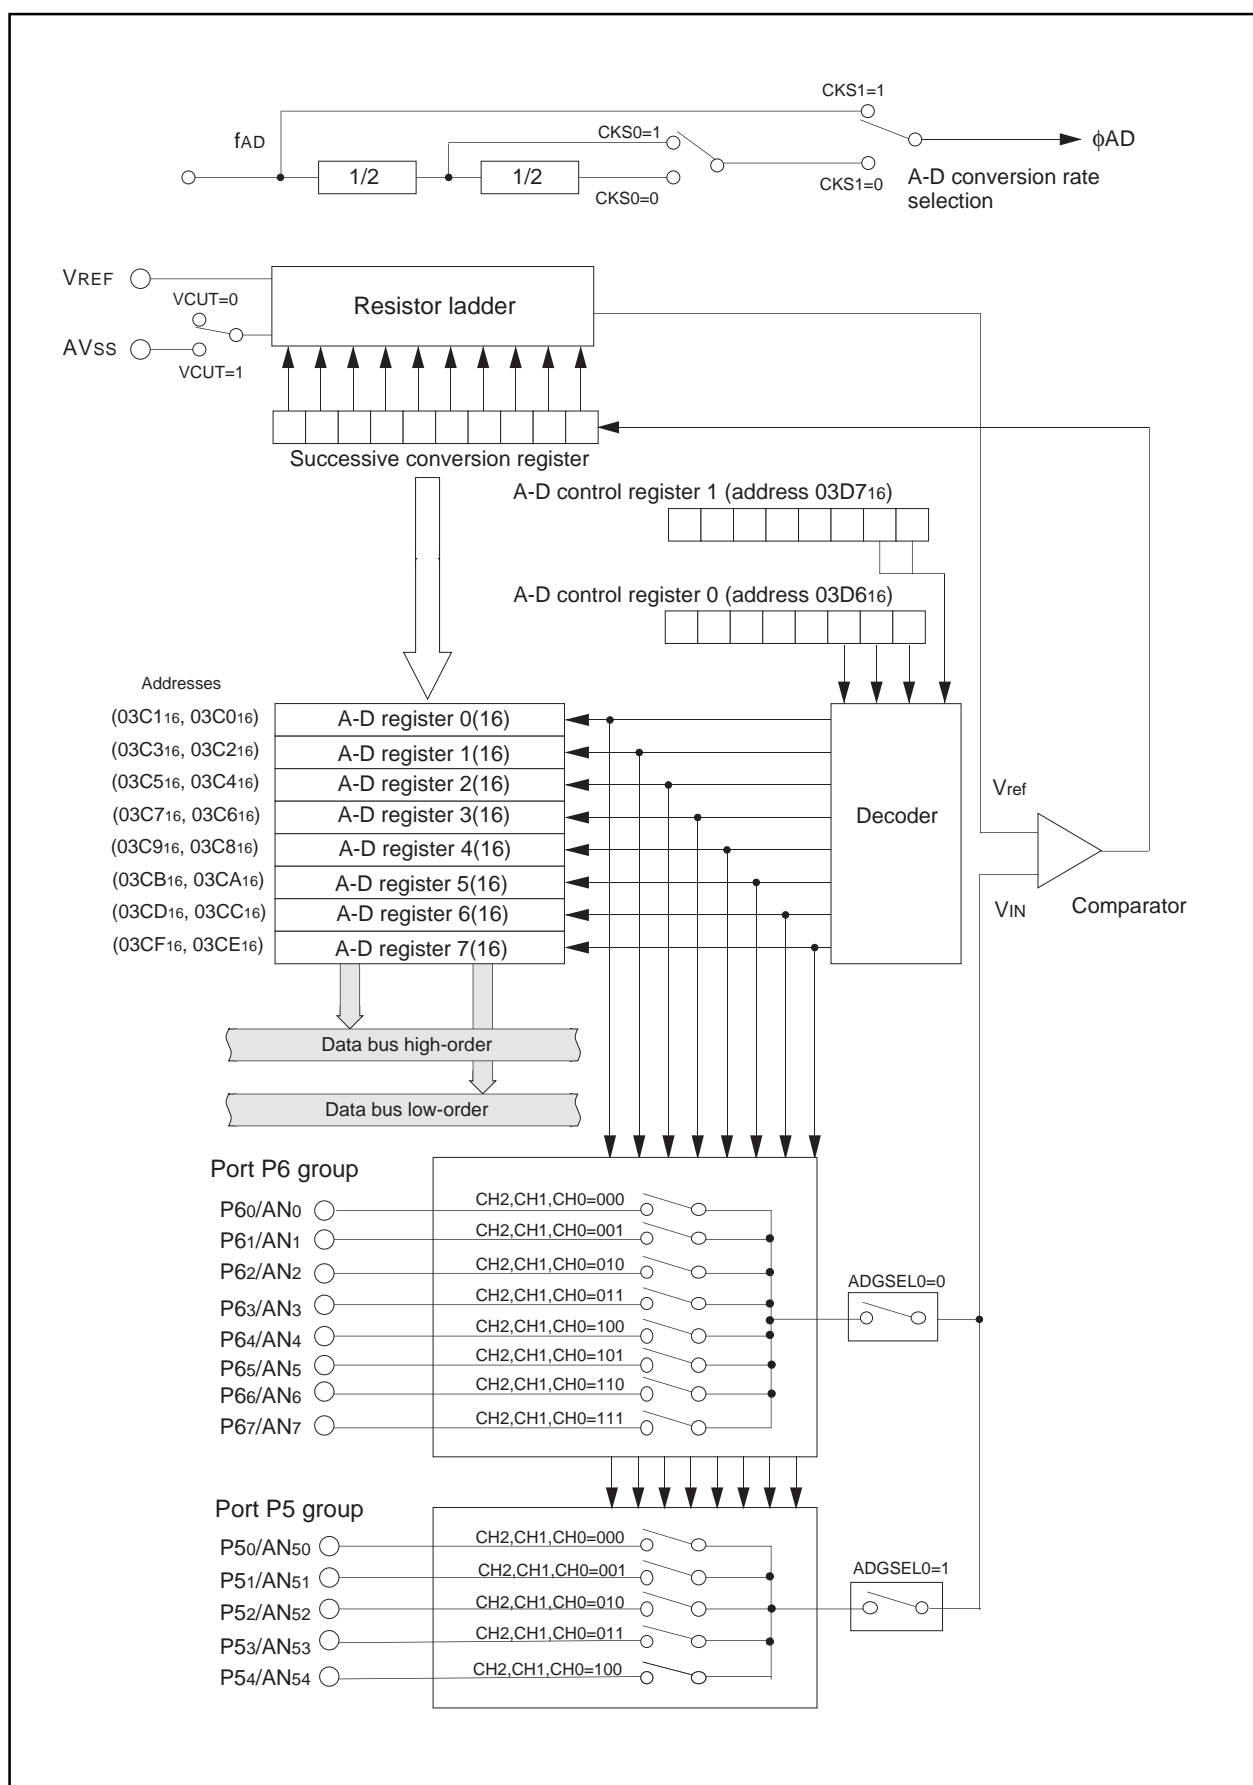 CKS1=1
fAD
CKS0=1
ϕAD
1/2
1/2
CKS0=0
CKS1=0
A-D conversion rate
selection
VREF
VCUT=0
Resistor ladder
AVSS
VCUT=1
Successive conversion register
A-D control register 1 (address 03D716)
A-D control register 0 (address 03D616)
Addresses
(03C116, 03C016)
A-D register 0(16)
(03C316, 03C216)
A-D register 1(16)
(03C516, 03C416)
A-D register 2(16)
(03C716, 03C616)
A-D register 3(16)
(03C916, 03C816)
A-D register 4(16)
(03CB16, 03CA16)
A-D register 5(16)
(03CD16, 03CC16)
A-D register 6(16)
(03CF16, 03CE16)
A-D register 7(16)
Decoder
Vref
VIN
Comparator
Data bus high-order
Data bus low-order
Port P6 group
P60/AN0
CH2,CH1,CH0=000
P61/AN1
CH2,CH1,CH0=001
P62/AN2
CH2,CH1,CH0=010
P63/AN3
CH2,CH1,CH0=011
P64/AN4
CH2,CH1,CH0=100
P65/AN5
CH2,CH1,CH0=101
P66/AN6
CH2,CH1,CH0=110
P67/AN7
CH2,CH1,CH0=111
ADGSEL0=0
Port P5 group
P50/AN50
CH2,CH1,CH0=000
P51/AN51
CH2,CH1,CH0=001
P52/AN52
CH2,CH1,CH0=010
P53/AN53
CH2,CH1,CH0=011
P54/AN54
CH2,CH1,CH0=100
ADGSEL0=1